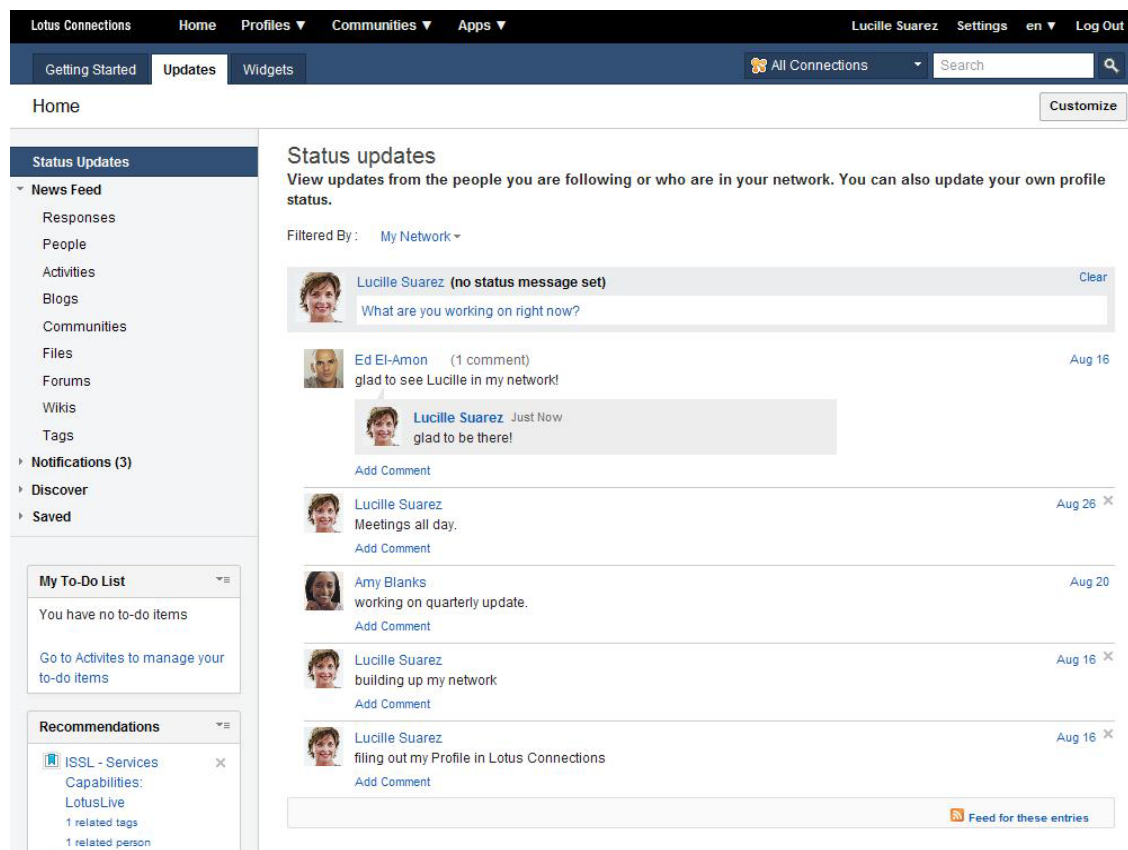 Lotus Connections Home Profiles ▼ Communities ▼ Apps ▼ Lucille Suarez Settings en ▼ Log Out
Getting Started Updates Widgets All Connections Search
Home Customize
Status Updates
News Feed
Responses
People
Activities
Blogs
Communities
Files
Forums
Wikis
Tags
Notifications (3)
Discover
Saved
My To-Do List
You have no to-do items
Go to Activites to manage your
to-do items
Recommendations
ISSL - Services
Capabilities:
LotusLive
1 related tags
1 related person
Status updates
View updates from the people you are following or who are in your network. You can also update your own profile
status.
Filtered By : My Network
Lucille Suarez (no status message set) Clear
What are you working on right now?
Ed El-Amon (1 comment) Aug 16
glad to see Lucille in my network!
Lucille Suarez Just Now
glad to be there!
Add Comment
Lucille Suarez Aug 26
Meetings all day.
Add Comment
Amy Blanks Aug 20
working on quarterly update.
Add Comment
Lucille Suarez Aug 16
building up my network
Add Comment
Lucille Suarez Aug 16
filing out my Profile in Lotus Connections
Add Comment
Feed for these entries